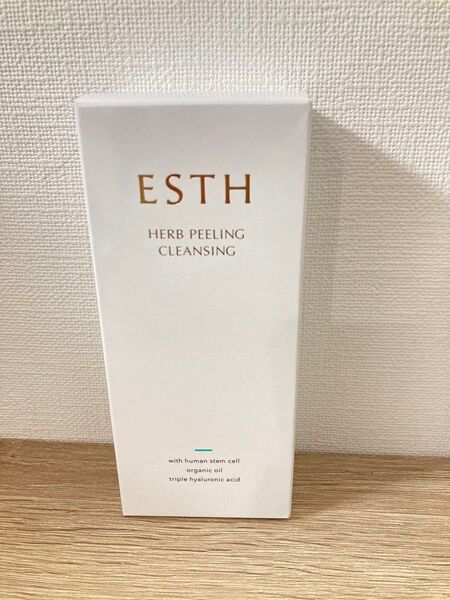 ESTH
HERB PEELING
CLEANSING
with human stem cell
organic oil
triple hyaluronic acid